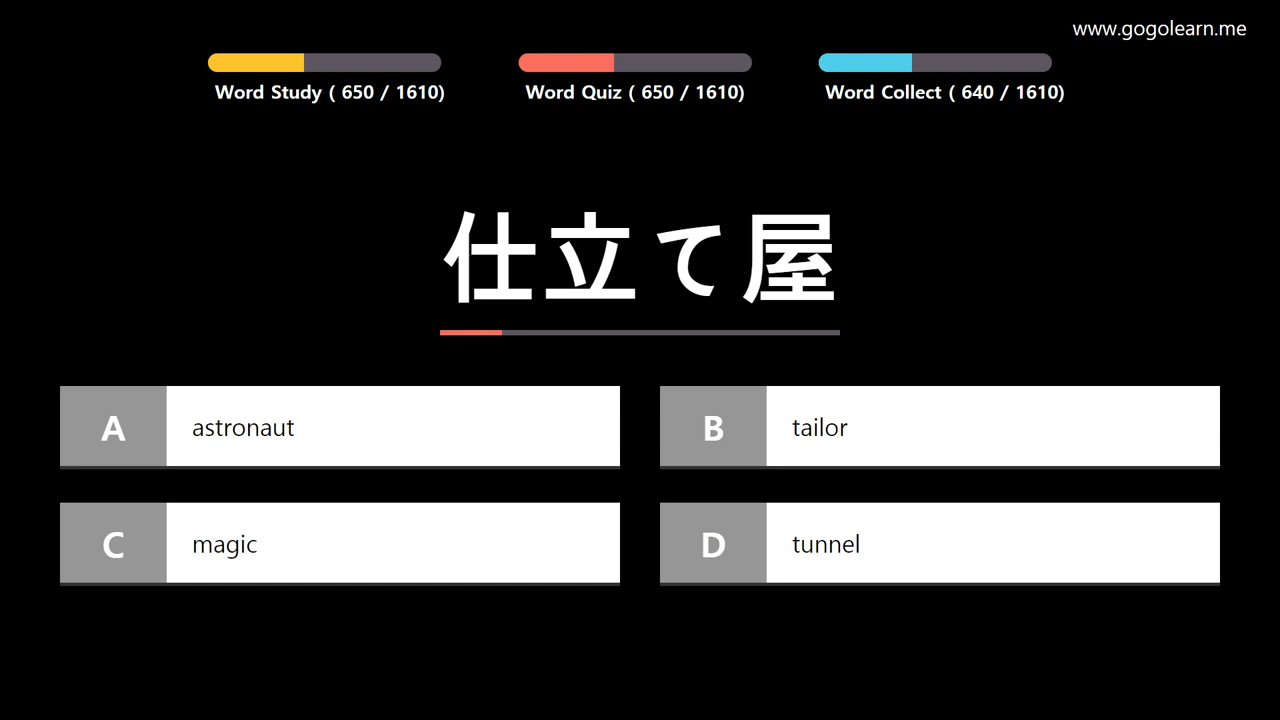 www.gogolearn.me
Word Study ( 650 / 1610)
Word Quiz ( 650 / 1610)
Word Collect ( 640 / 1610)
仕立て屋
A astronaut
B tailor
C magic
D tunnel